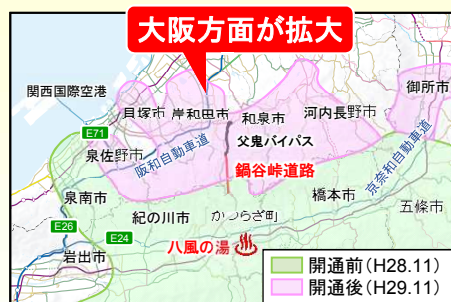 大阪方面が拡大
関西国際空港
御所市
貝塚市
岸和田市
和泉市
河内長野市
E71
父鬼バイパス
泉佐野市
阪和自動車道
鍋谷峠道路
京奈和自動車道
泉南市
橋本市
紀の川市
かつらぎ町
五條市
E26
E24
岩出市
八風の湯
開通前(H28.11)
開通後(H29.11)